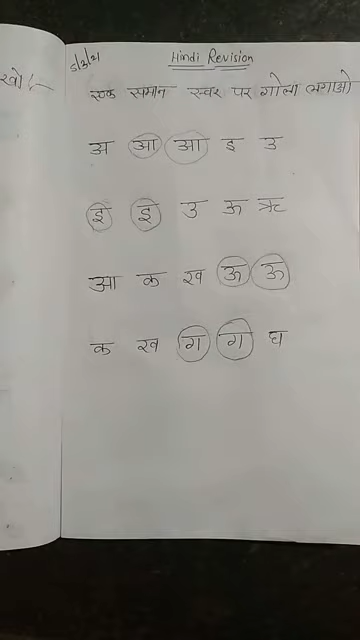 खो:-
5/3/21
Hindi Revision
एक समान स्वर पर गोला लगाओ
अ आ आ इ उ
इ इ उ ऊ ऋ
आ क ख ऊ ऊ
क ख ग ग घ